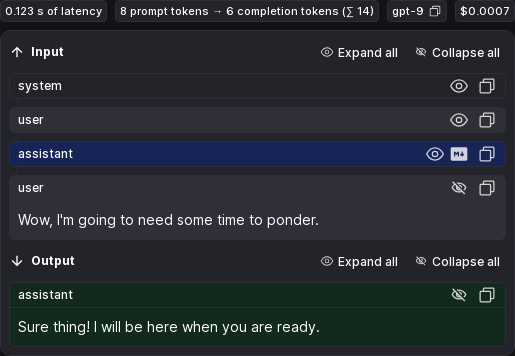 0.123 s of latency 8 prompt tokens → 6 completion tokens (∑ 14) gpt-9 $0.0007
Input Expand all Collapse all
system
user
assistant M↓
user
Wow, I'm going to need some time to ponder.
Output Expand all Collapse all
assistant
Sure thing! I will be here when you are ready.